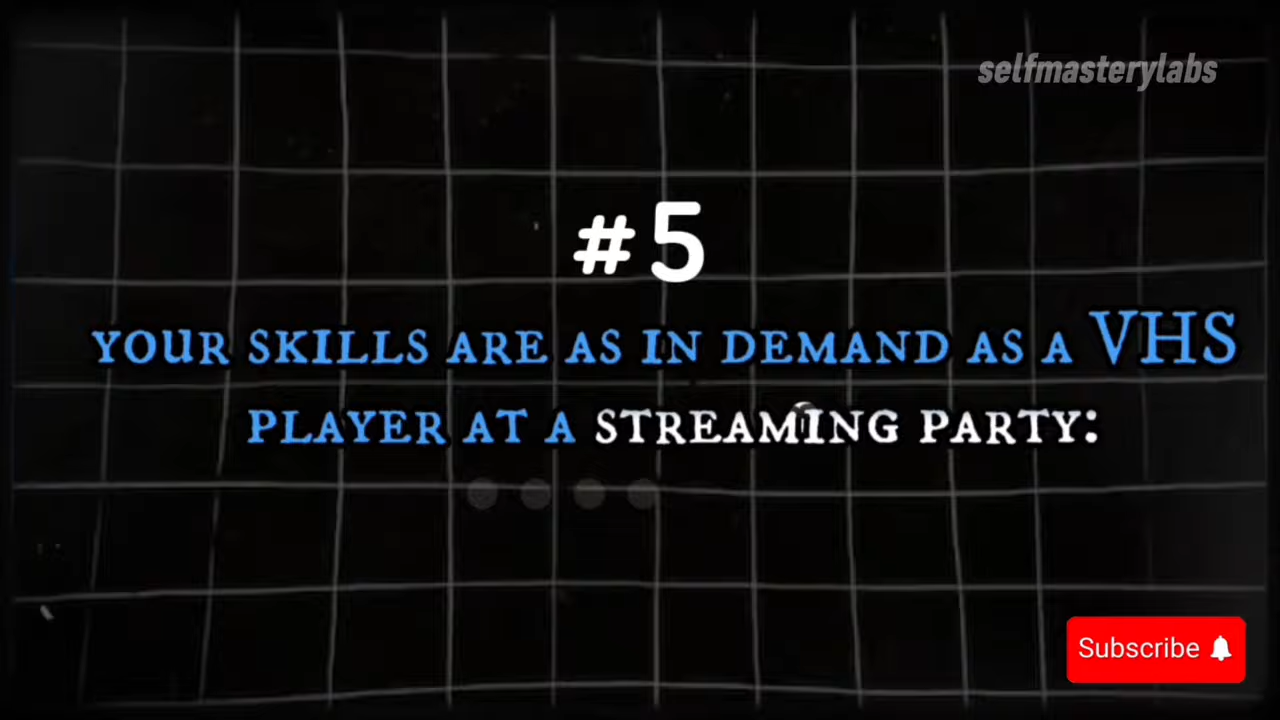 selfmasterylabs
#5
YOUR SKILLS ARE AS IN DEMAND AS A VHS
PLAYER AT A STREAMING PARTY:
Subscribe